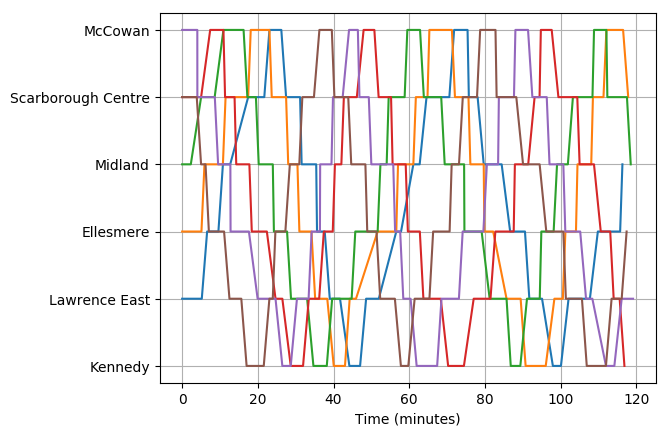 McCowan
Scarborough Centre
Midland
Ellesmere
Lawrence East
Kennedy
0 20 40 60 80 100 120
Time (minutes)